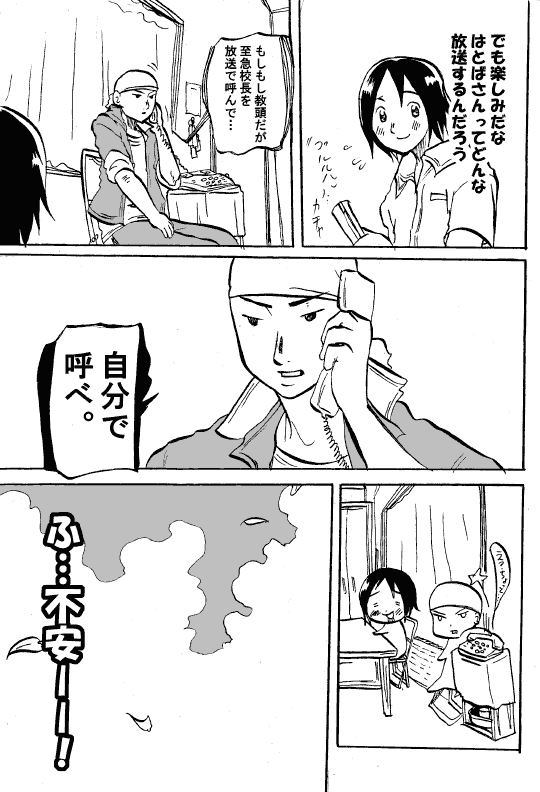 でも楽しみだな
はとばさんってどんな
放送するんだろう
プルルル…
ガチャ
もしもし教頭だが
至急校長を
放送で呼んで…
自分で
呼べ。
ふ…不安ーー！